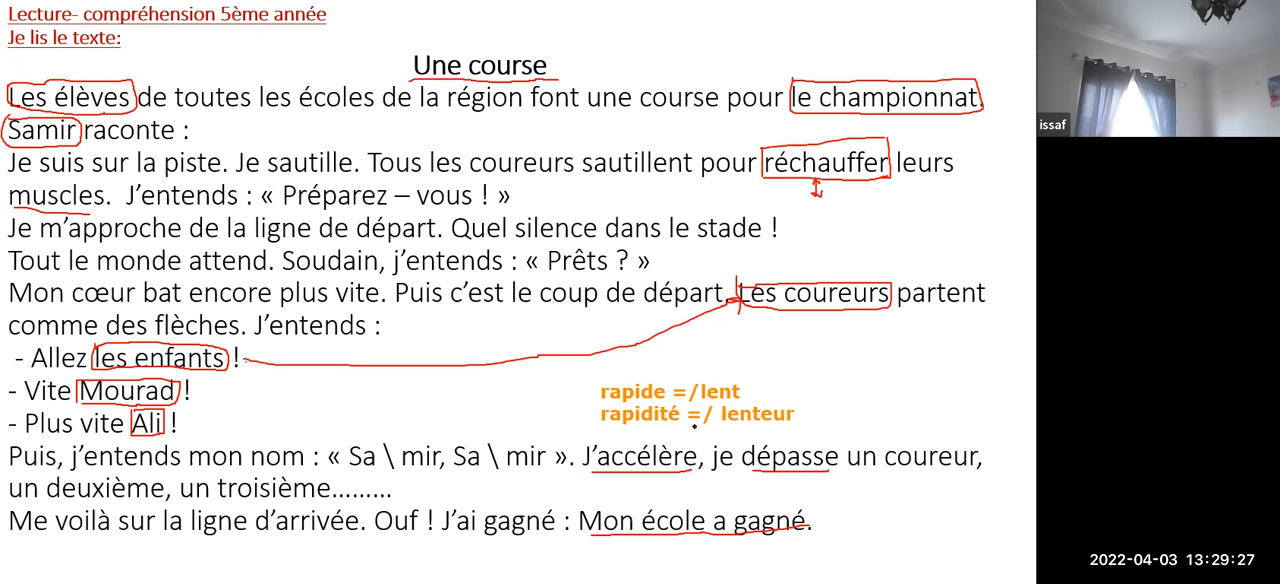 Lecture- compréhension 5ème année
Je lis le texte:
Une course
Les élèves de toutes les écoles de la région font une course pour le championnat.
Samir raconte :
Je suis sur la piste. Je sautille. Tous les coureurs sautillent pour réchauffer leurs
muscles. J’entends : « Préparez – vous ! »
Je m’approche de la ligne de départ. Quel silence dans le stade !
Tout le monde attend. Soudain, j’entends : « Prêts ? »
Mon cœur bat encore plus vite. Puis c’est le coup de départ. Les coureurs partent
comme des flèches. J’entends :
- Allez les enfants !
- Vite Mourad !
- Plus vite Ali !
rapide =/lent
rapidité =/ lenteur
Puis, j’entends mon nom : « Sa \ mir, Sa \ mir ». J’accélère, je dépasse un coureur,
un deuxième, un troisième………
Me voilà sur la ligne d’arrivée. Ouf ! J’ai gagné : Mon école a gagné.
issaf
2022-04-03 13:29:27